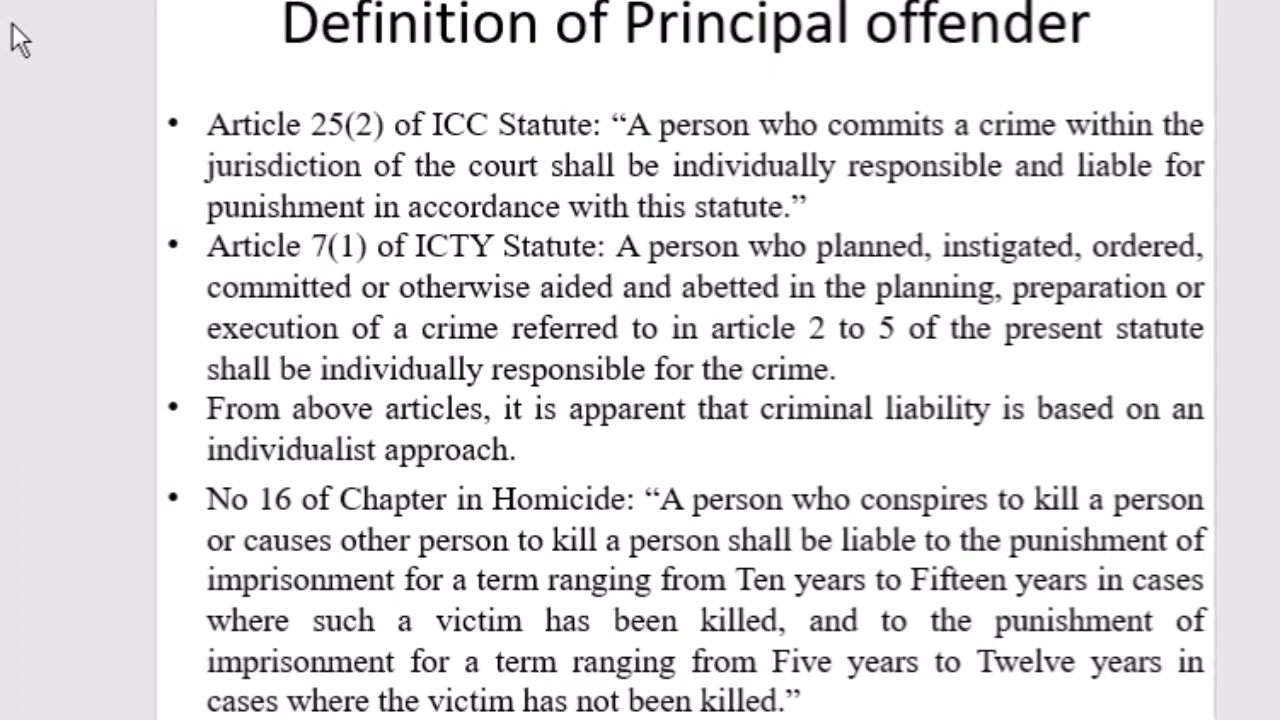 Definition of Principal offender
• Article 25(2) of ICC Statute: “A person who commits a crime within the
jurisdiction of the court shall be individually responsible and liable for
punishment in accordance with this statute.”
• Article 7(1) of ICTY Statute: A person who planned, instigated, ordered,
committed or otherwise aided and abetted in the planning, preparation or
execution of a crime referred to in article 2 to 5 of the present statute
shall be individually responsible for the crime.
• From above articles, it is apparent that criminal liability is based on an
individualist approach.
• No 16 of Chapter in Homicide: “A person who conspires to kill a person
or causes other person to kill a person shall be liable to the punishment of
imprisonment for a term ranging from Ten years to Fifteen years in cases
where such a victim has been killed, and to the punishment of
imprisonment for a term ranging from Five years to Twelve years in
cases where the victim has not been killed.”